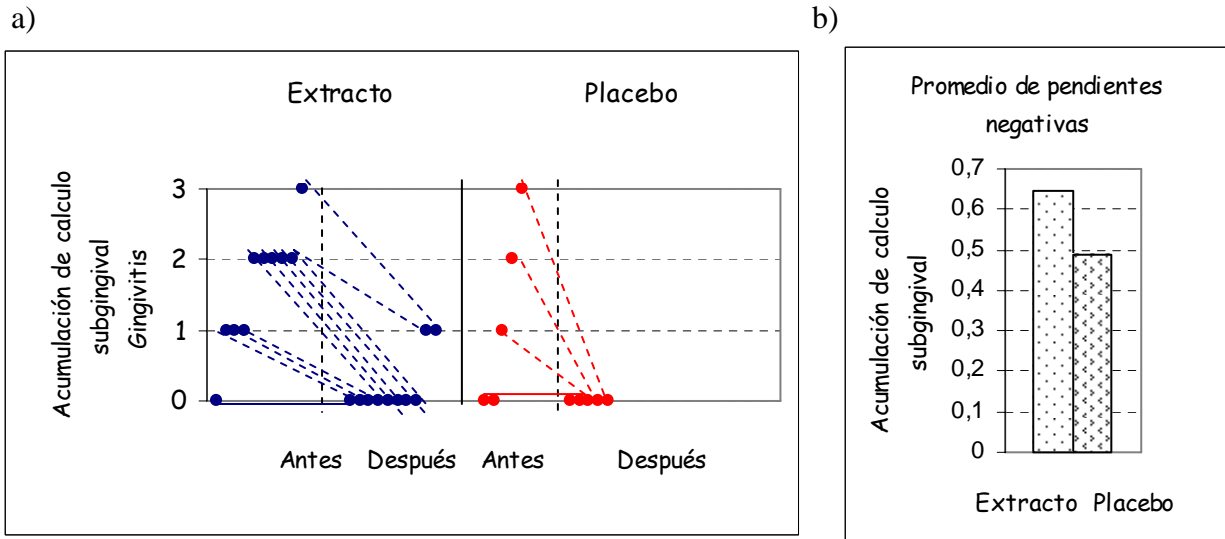 a)
b)
Extracto
Placebo
Acumulación de calculo
subgingival
Gingivitis
3
2
1
0
Antes
Después
Antes
Después
Promedio de pendientes
negativas
Acumulación de calculo
subgingival
0,7
0,6
0,5
0,4
0,3
0,2
0,1
0
Extracto Placebo